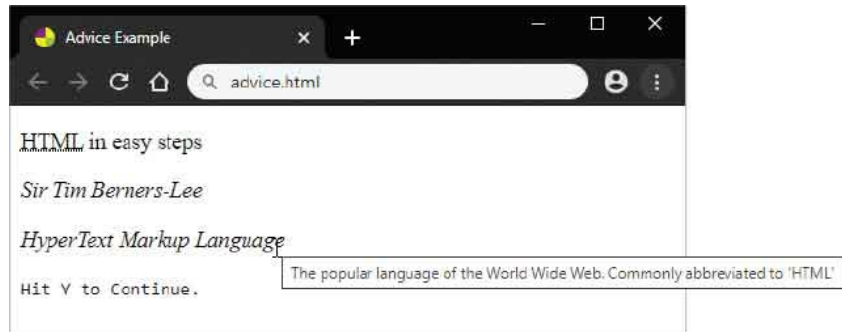 Advice Example
advice.html
HTML in easy steps
Sir Tim Berners-Lee
HyperText Markup Language
The popular language of the World Wide Web. Commonly abbreviated to 'HTML'
Hit Y to Continue.